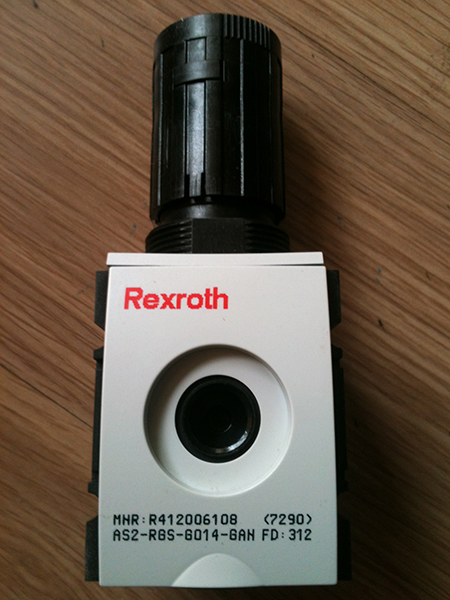 Rexroth
MNR: R412006108 (7290)
AS2-RGS-G014-GAN FD: 312